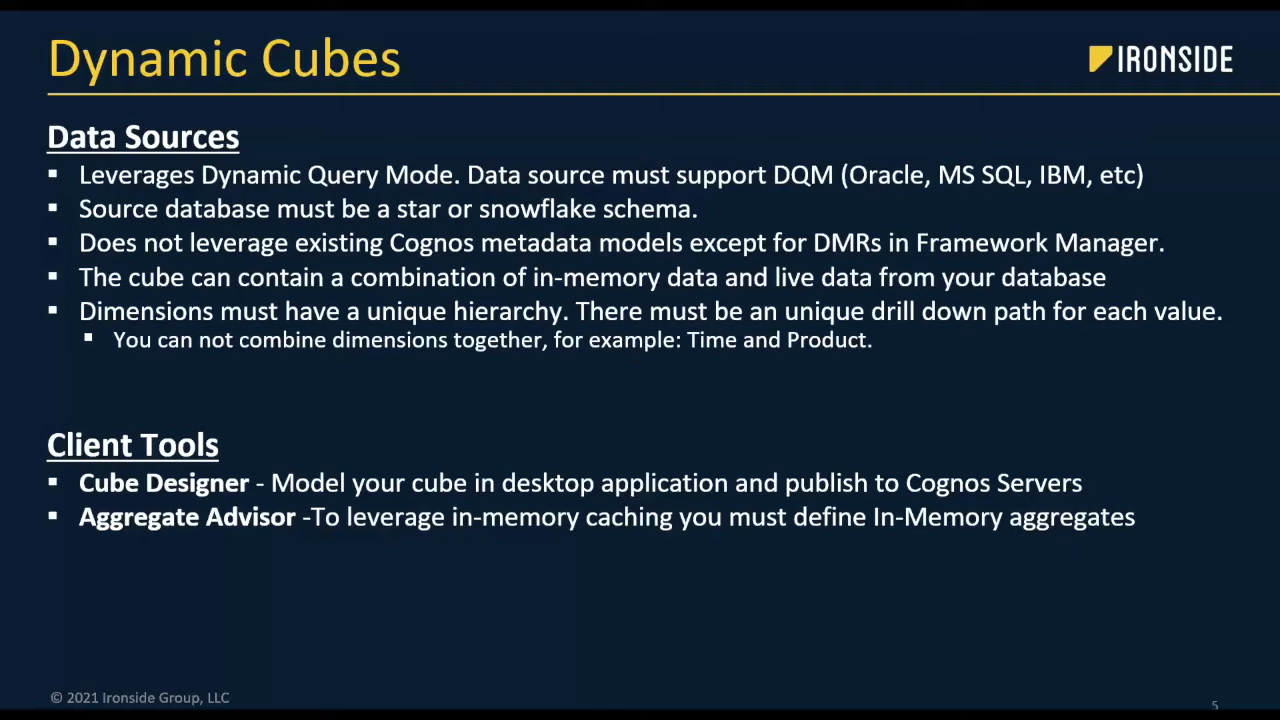 Dynamic Cubes
IRONSIDE
Data Sources
▪ Leverages Dynamic Query Mode. Data source must support DQM (Oracle, MS SQL, IBM, etc)
▪ Source database must be a star or snowflake schema.
▪ Does not leverage existing Cognos metadata models except for DMRs in Framework Manager.
▪ The cube can contain a combination of in-memory data and live data from your database
▪ Dimensions must have a unique hierarchy. There must be an unique drill down path for each value.
▪ You can not combine dimensions together, for example: Time and Product.
Client Tools
▪ Cube Designer - Model your cube in desktop application and publish to Cognos Servers
▪ Aggregate Advisor -To leverage in-memory caching you must define In-Memory aggregates
© 2021 Ironside Group, LLC
5